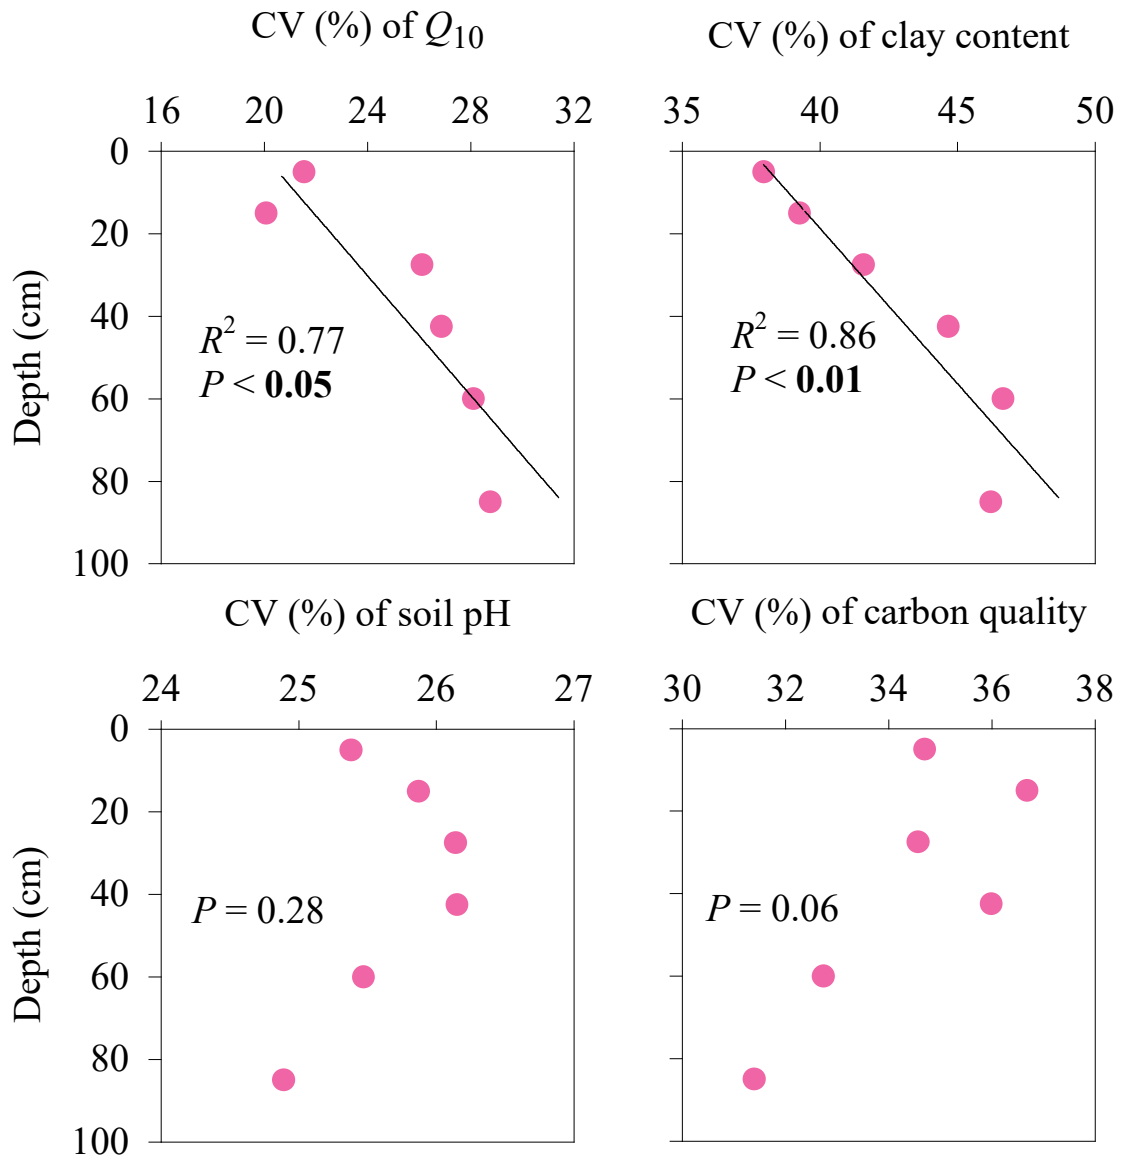 CV (%) of Q10
CV (%) of clay content
16 20 24 28 32
35 40 45 50
0
20
40
60
80
100
Depth (cm)
R2 = 0.77
P < 0.05
R2 = 0.86
P < 0.01
CV (%) of soil pH
CV (%) of carbon quality
24 25 26 27
30 32 34 36 38
0
20
40
60
80
100
Depth (cm)
P = 0.28
P = 0.06